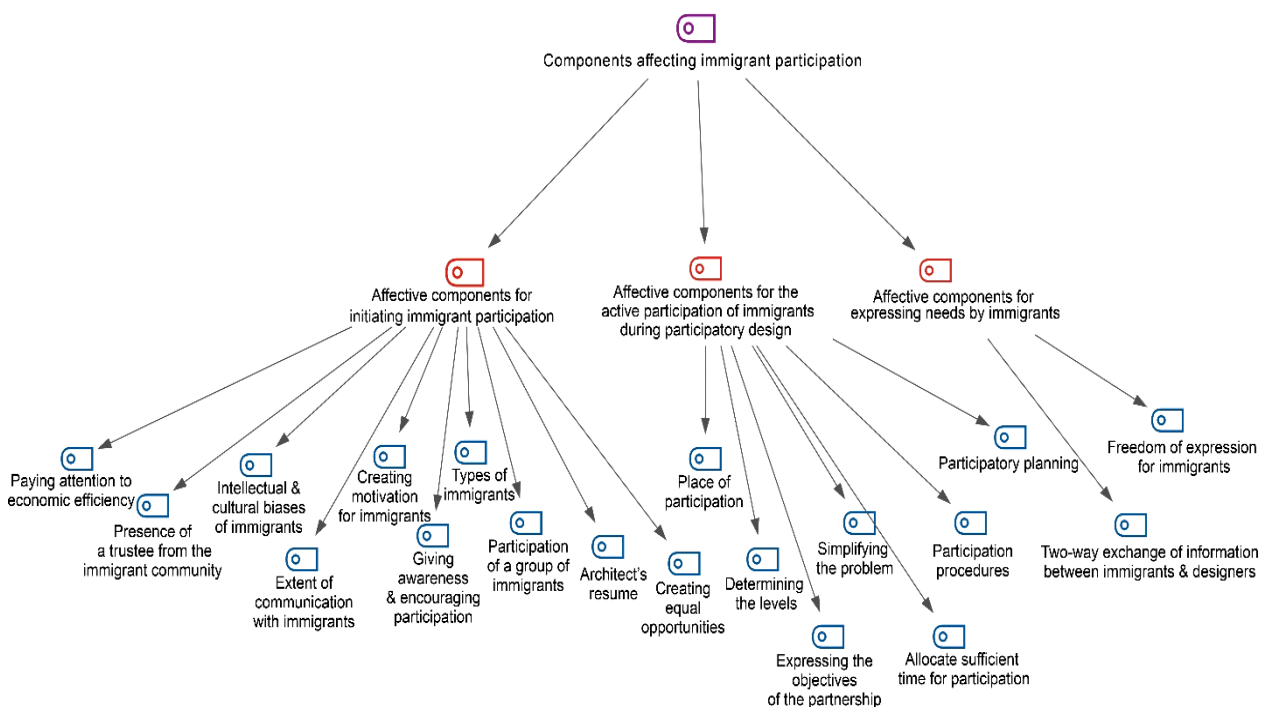 Components affecting immigrant participation
Affective components for
initiating immigrant participation
Affective components for the
active participation of immigrants
during participatory design
Affective components for
expressing needs by immigrants
Paying attention to
economic efficiency
Presence of
a trustee from the
immigrant community
Intellectual &
cultural biases
of immigrants
Extent of
communication
with immigrants
Creating
motivation
for immigrants
Giving
awareness
& encouraging
participation
Types of
immigrants
Participation
of a group of
immigrants
Architect's
resume
Creating
equal
opportunities
Place of
participation
Determining
the levels
Expressing the
objectives
of the partnership
Simplifying
the problem
Allocate sufficient
time for participation
Participation
procedures
Participatory planning
Two-way exchange of information
between immigrants & designers
Freedom of expression
for immigrants